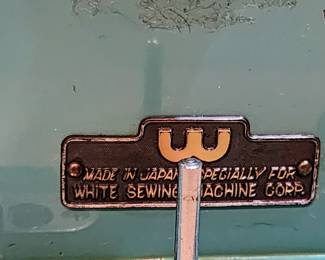 W
MADE IN JAPAN SPECIALLY FOR
WHITE SEWING MACHINE CORP.